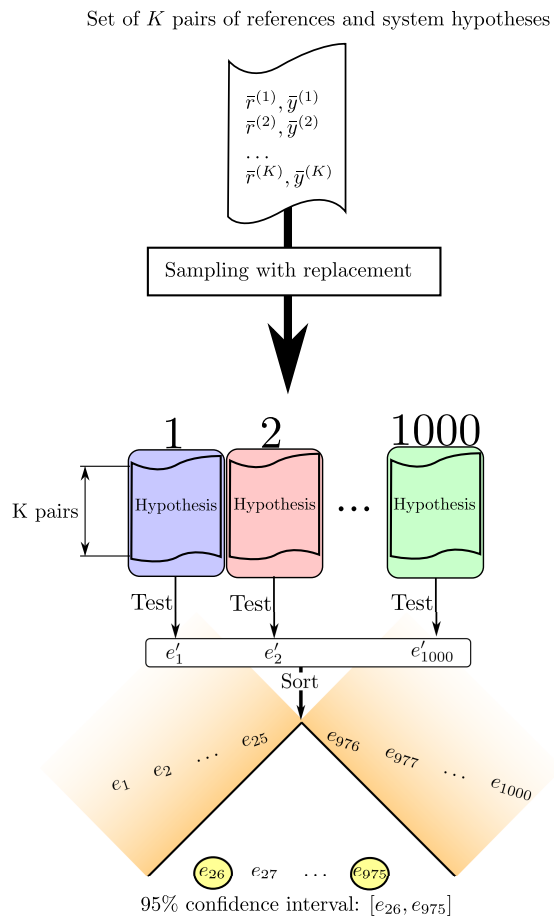 Set of K pairs of references and system hypotheses
r̄⁽¹⁾, ȳ⁽¹⁾
r̄⁽²⁾, ȳ⁽²⁾
...
r̄⁽ᴷ⁾, ȳ⁽ᴷ⁾
Sampling with replacement
1 2 1000
K pairs Hypothesis Hypothesis ... Hypothesis
Test Test Test
e′₁ e′₂ e′₁₀₀₀
Sort
e₁ e₂ ... e₂₅ e₉₇₆ e₉₇₇ ... e₁₀₀₀
e₂₆ e₂₇ ... e₉₇₅
95% confidence interval: [e₂₆, e₉₇₅]